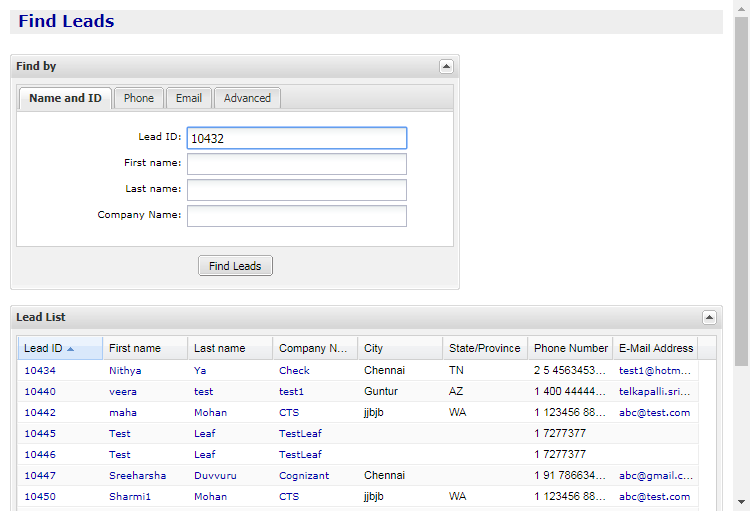 Find Leads
Find by
Name and ID Phone Email Advanced
Lead ID: 10432
First name:
Last name:
Company Name:
Find Leads
Lead List
Lead ID First name Last name Company N... City State/Province Phone Number E-Mail Address
10434 Nithya Ya Check Chennai TN 2 5 4563453... test1@hotm...
10440 veera test test1 Guntur AZ 1 400 44444... telkapalli.sri...
10442 maha Mohan CTS jjbjb WA 1 123456 88... abc@test.com
10445 Test Leaf TestLeaf 1 7277377
10446 Test Leaf TestLeaf 1 7277377
10447 Sreeharsha Duvvuru Cognizant Chennai 1 91 786634... abc@gmail.c...
10450 Sharmi1 Mohan CTS jjbjb WA 1 123456 88... abc@test.com